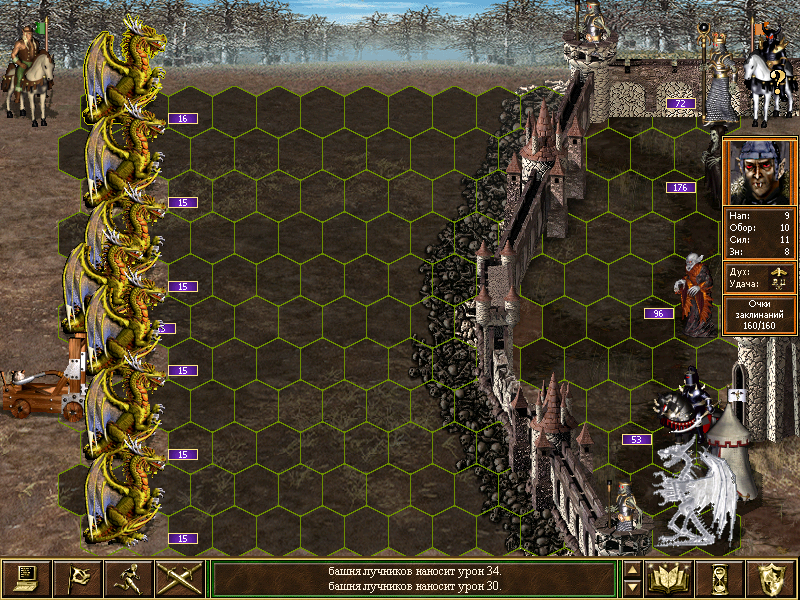 16
72
15
176
Нап: 9
Обор: 10
Сил: 11
Зн: 8
15
Дух:
Удача:
96
Очки
заклинаний
160/160
15
53
15
15
башня лучников наносит урон 34.
башня лучников наносит урон 30.